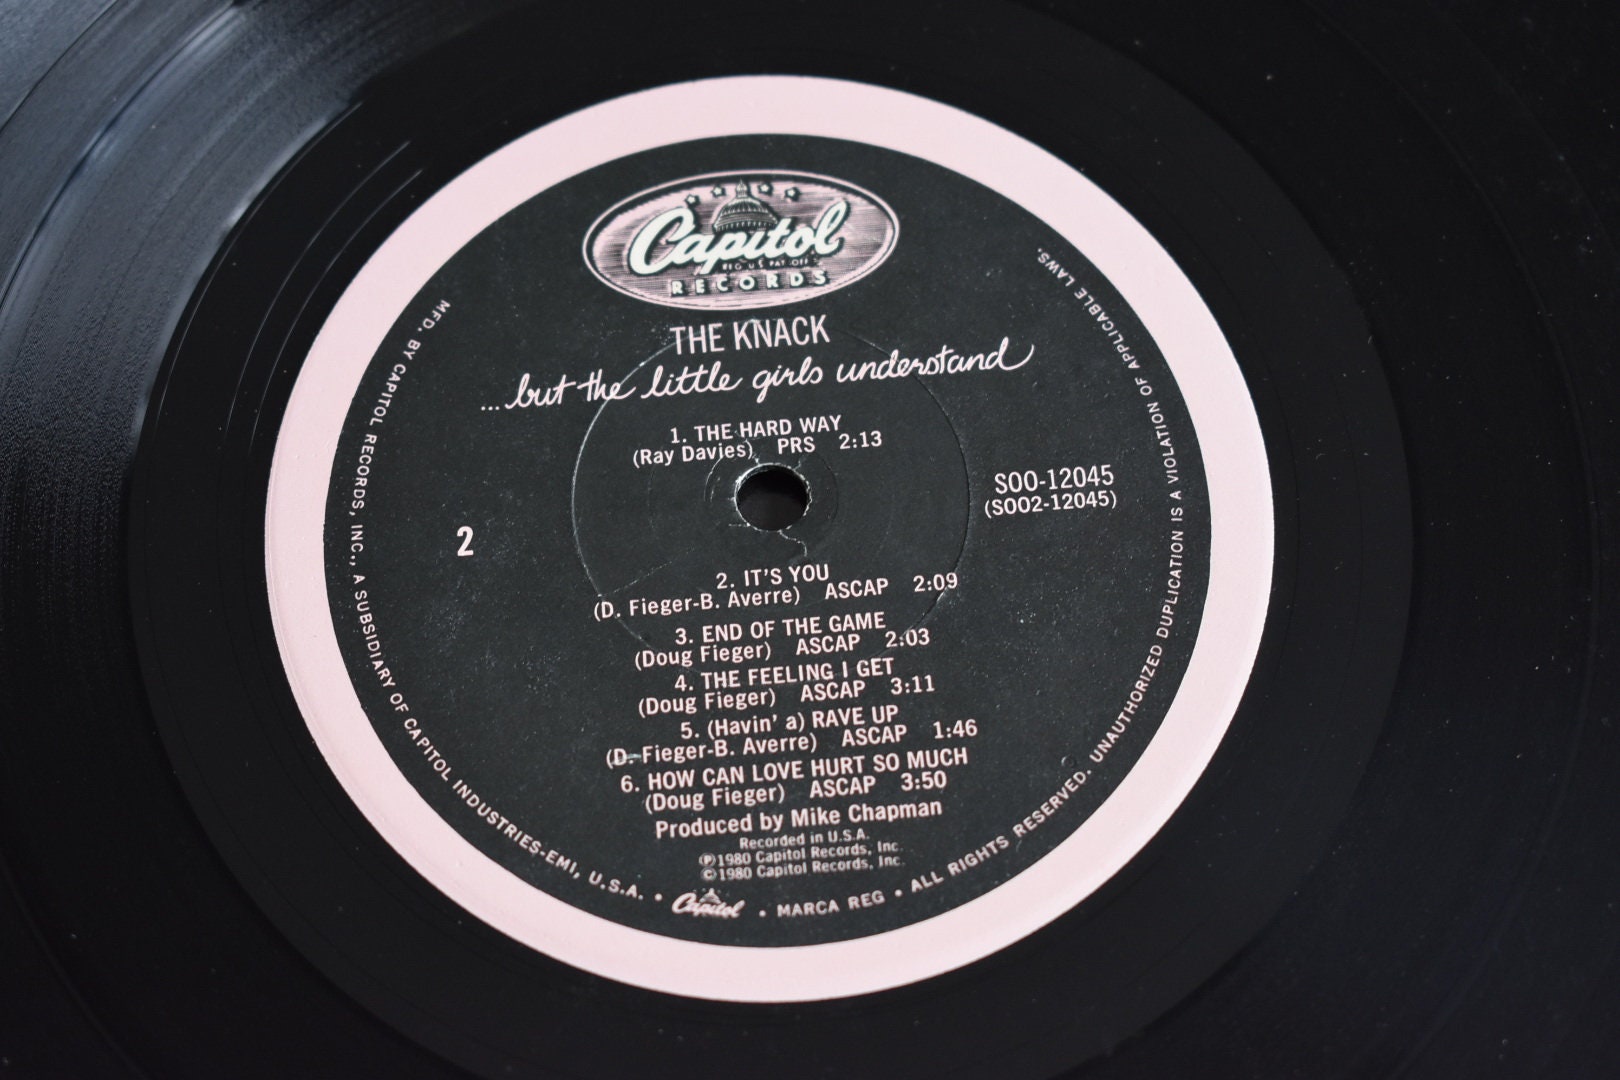 Capitol
REG. U.S. PAT. OFF.
RECORDS
THE KNACK
...but the little girls understand
1. THE HARD WAY
(Ray Davies) PRS 2:13
SOO-12045
(SOO2-12045)
2
2. IT'S YOU
(D. Fieger-B. Averre) ASCAP 2:09
3. END OF THE GAME
(Doug Fieger) ASCAP 2:03
4. THE FEELING I GET
(Doug Fieger) ASCAP 3:11
5. (Havin' a) RAVE UP
(D. Fieger-B. Averre) ASCAP 1:46
6. HOW CAN LOVE HURT SO MUCH
(Doug Fieger) ASCAP 3:50
Produced by Mike Chapman
Recorded in U.S.A.
℗1980 Capitol Records, Inc.
©1980 Capitol Records, Inc.
MFD. BY CAPITOL RECORDS, INC., A SUBSIDIARY OF CAPITOL INDUSTRIES-EMI, U.S.A. • Capitol • MARCA REG • ALL RIGHTS RESERVED. UNAUTHORIZED DUPLICATION IS A VIOLATION OF APPLICABLE LAWS.